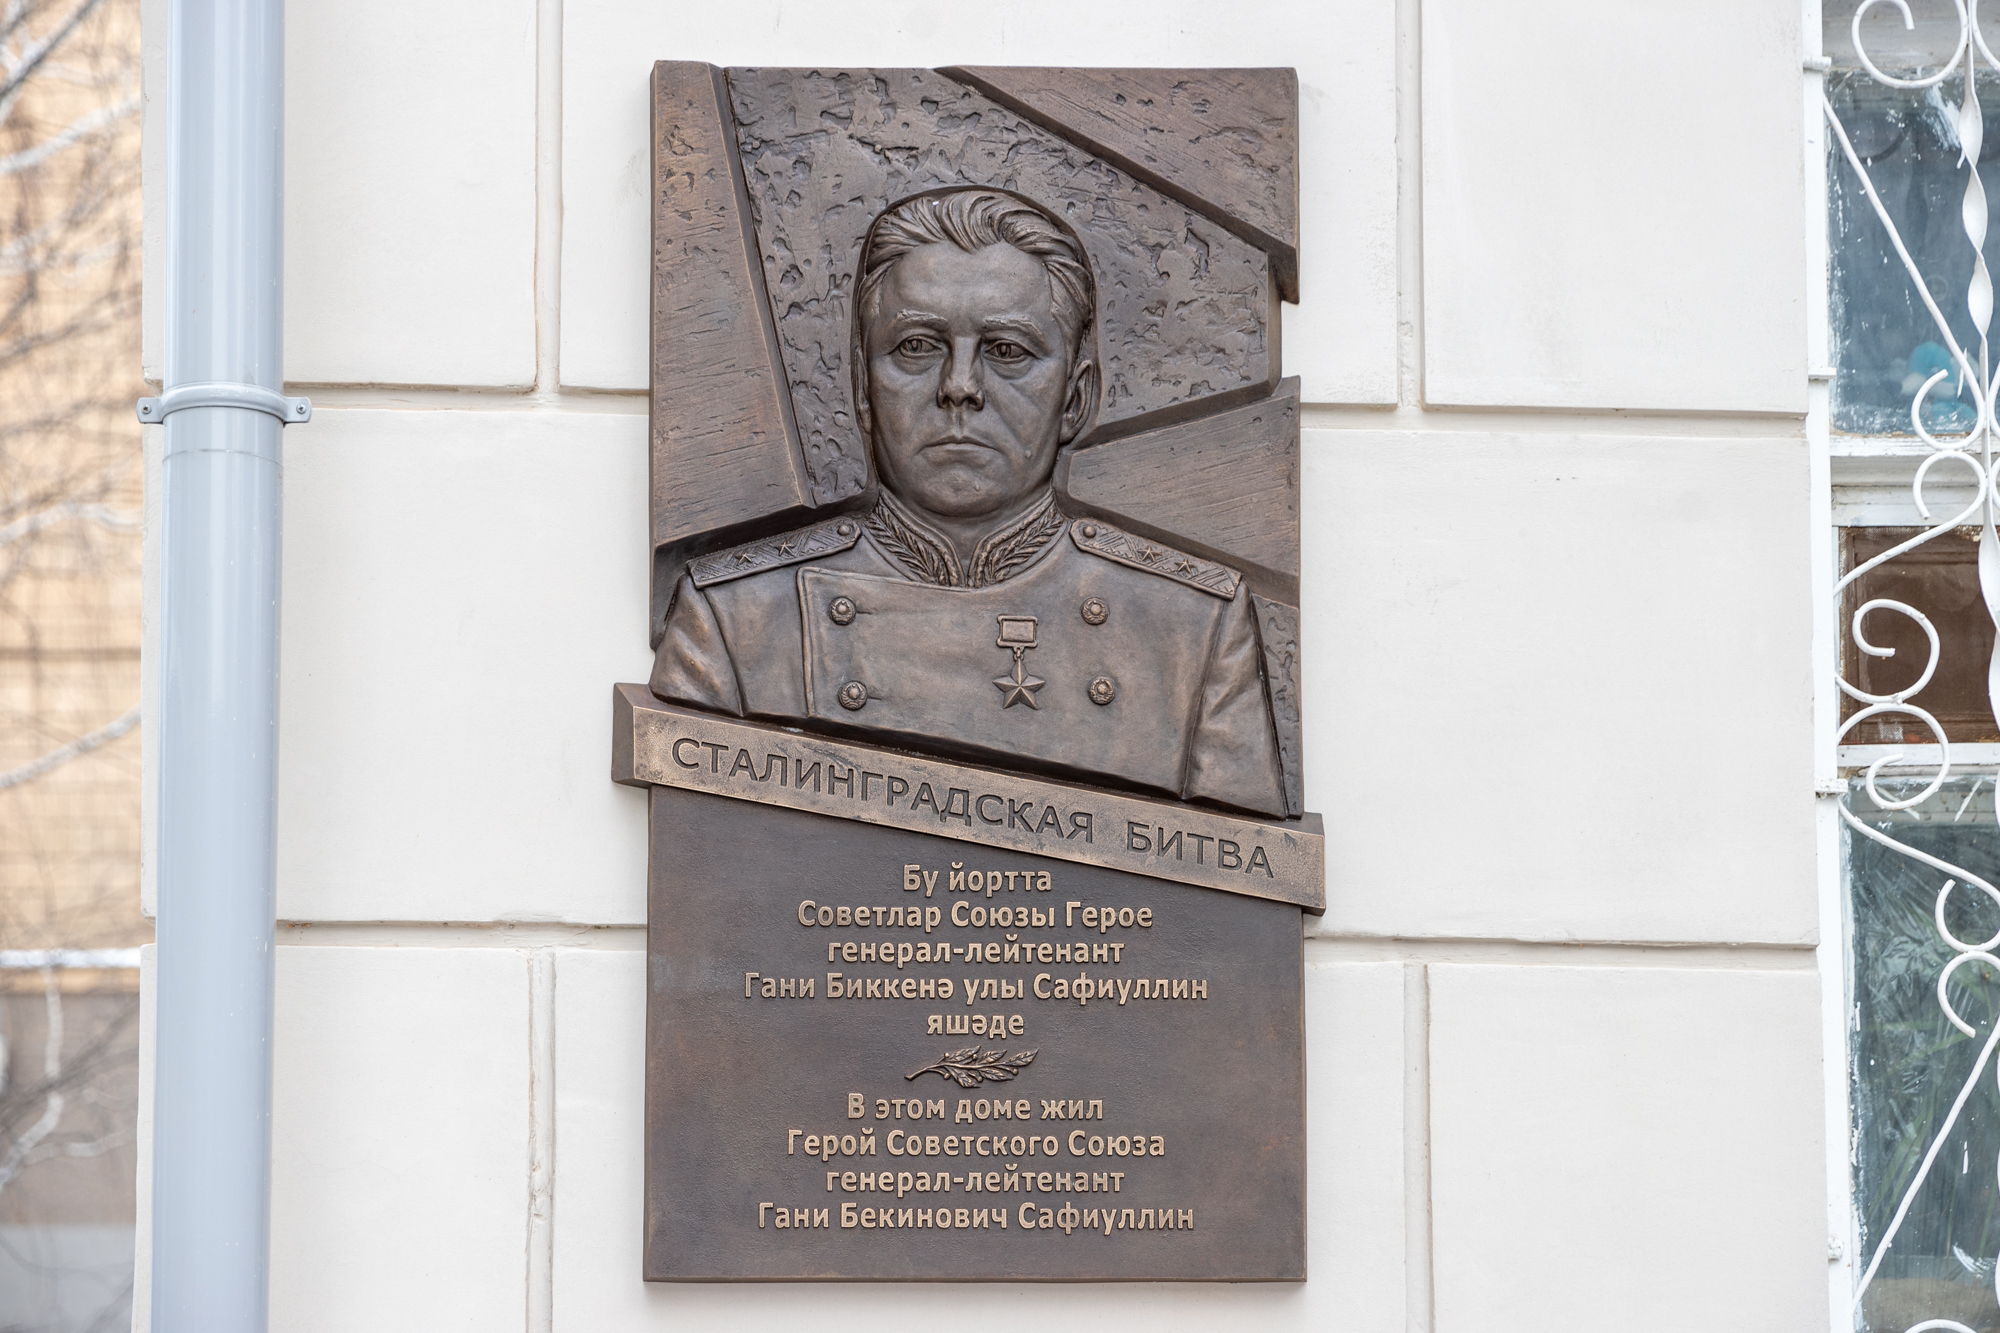 СТАЛИНГРАДСКАЯ БИТВА
Бу йортта
Советлар Союзы Герое
генерал-лейтенант
Гани Биккенә улы Сафиуллин
яшәде
В этом доме жил
Герой Советского Союза
генерал-лейтенант
Гани Бекинович Сафиуллин